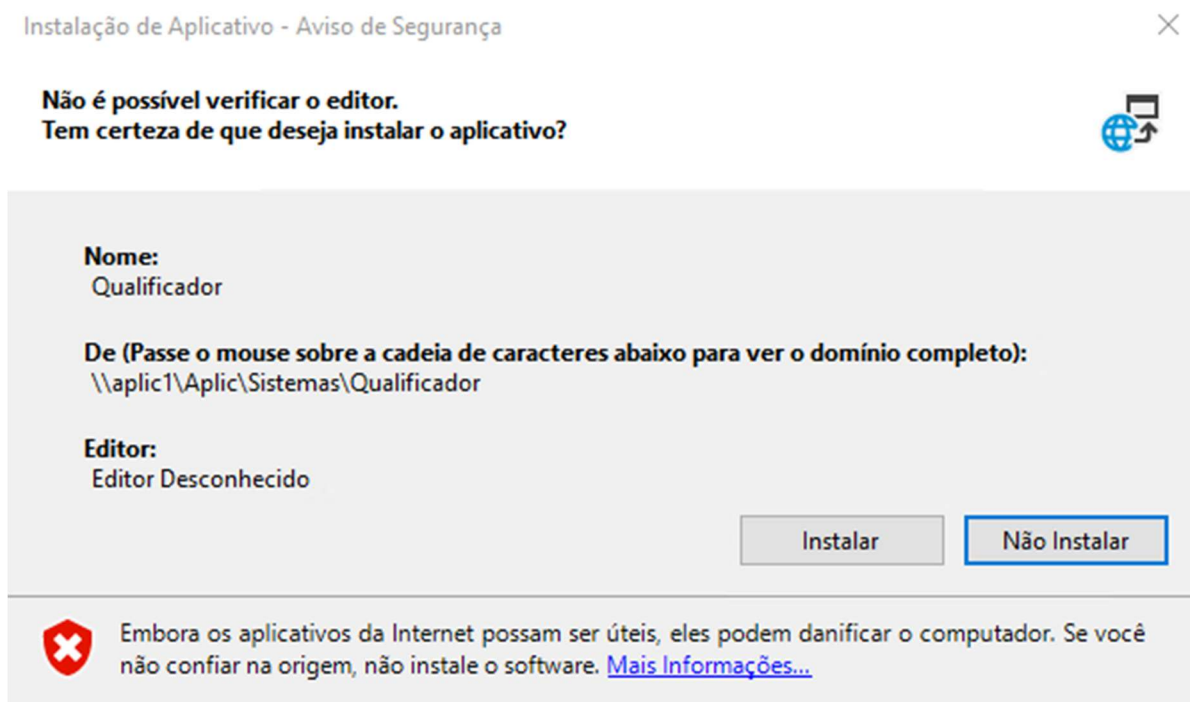 Instalação de Aplicativo - Aviso de Segurança
Não é possível verificar o editor.
Tem certeza de que deseja instalar o aplicativo?
Nome:
Qualificador
De (Passe o mouse sobre a cadeia de caracteres abaixo para ver o domínio completo):
\\aplic1\Aplic\Sistemas\Qualificador
Editor:
Editor Desconhecido
Instalar
Não Instalar
Embora os aplicativos da Internet possam ser úteis, eles podem danificar o computador. Se você
não confiar na origem, não instale o software. Mais Informações...